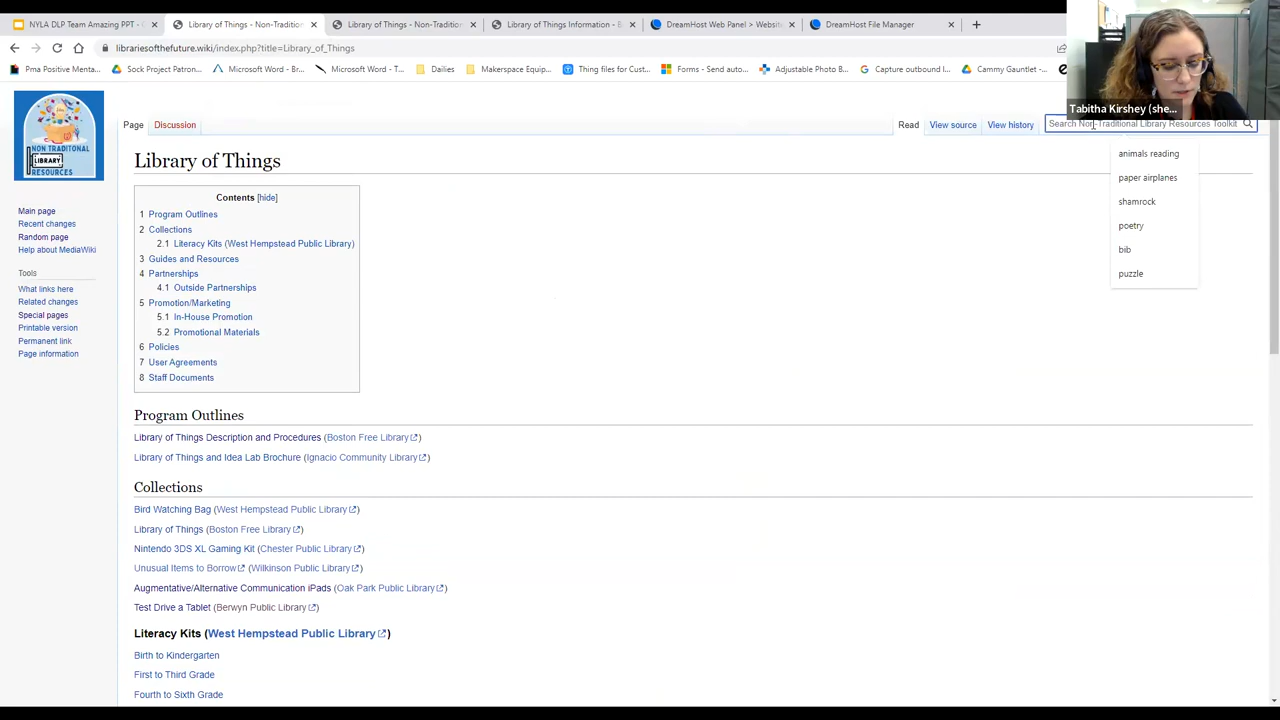 NYLA DLP Team Amazing PPT -
Library of Things - Non-Tradition
Library of Things - Non-Tradition
Library of Things Information - B
DreamHost Web Panel > Website
DreamHost File Manager
librariesofthefuture.wiki/index.php?title=Library_of_Things
Pma Positive Menta...
Sock Project Patron...
Microsoft Word - Br...
Microsoft Word - T...
Dailies
Makerspace Equip...
Thing files for Cust...
Forms - Send auto...
Adjustable Photo B...
Capture outbound l...
Cammy Gauntlet -...
Tabitha Kirshey (she...
NON TRADITONAL
LIBRARY
RESOURCES
Page
Discussion
Read
View source
View history
Search Non-Traditional Library Resources Toolkit
animals reading
paper airplanes
shamrock
poetry
bib
puzzle
Main page
Recent changes
Random page
Help about MediaWiki
Tools
What links here
Related changes
Special pages
Printable version
Permanent link
Page information
Library of Things
Contents [hide]
1 Program Outlines
2 Collections
2.1 Literacy Kits (West Hempstead Public Library)
3 Guides and Resources
4 Partnerships
4.1 Outside Partnerships
5 Promotion/Marketing
5.1 In-House Promotion
5.2 Promotional Materials
6 Policies
7 User Agreements
8 Staff Documents
Program Outlines
Library of Things Description and Procedures (Boston Free Library)
Library of Things and Idea Lab Brochure (Ignacio Community Library)
Collections
Bird Watching Bag (West Hempstead Public Library)
Library of Things (Boston Free Library)
Nintendo 3DS XL Gaming Kit (Chester Public Library)
Unusual Items to Borrow (Wilkinson Public Library)
Augmentative/Alternative Communication iPads (Oak Park Public Library)
Test Drive a Tablet (Berwyn Public Library)
Literacy Kits (West Hempstead Public Library)
Birth to Kindergarten
First to Third Grade
Fourth to Sixth Grade